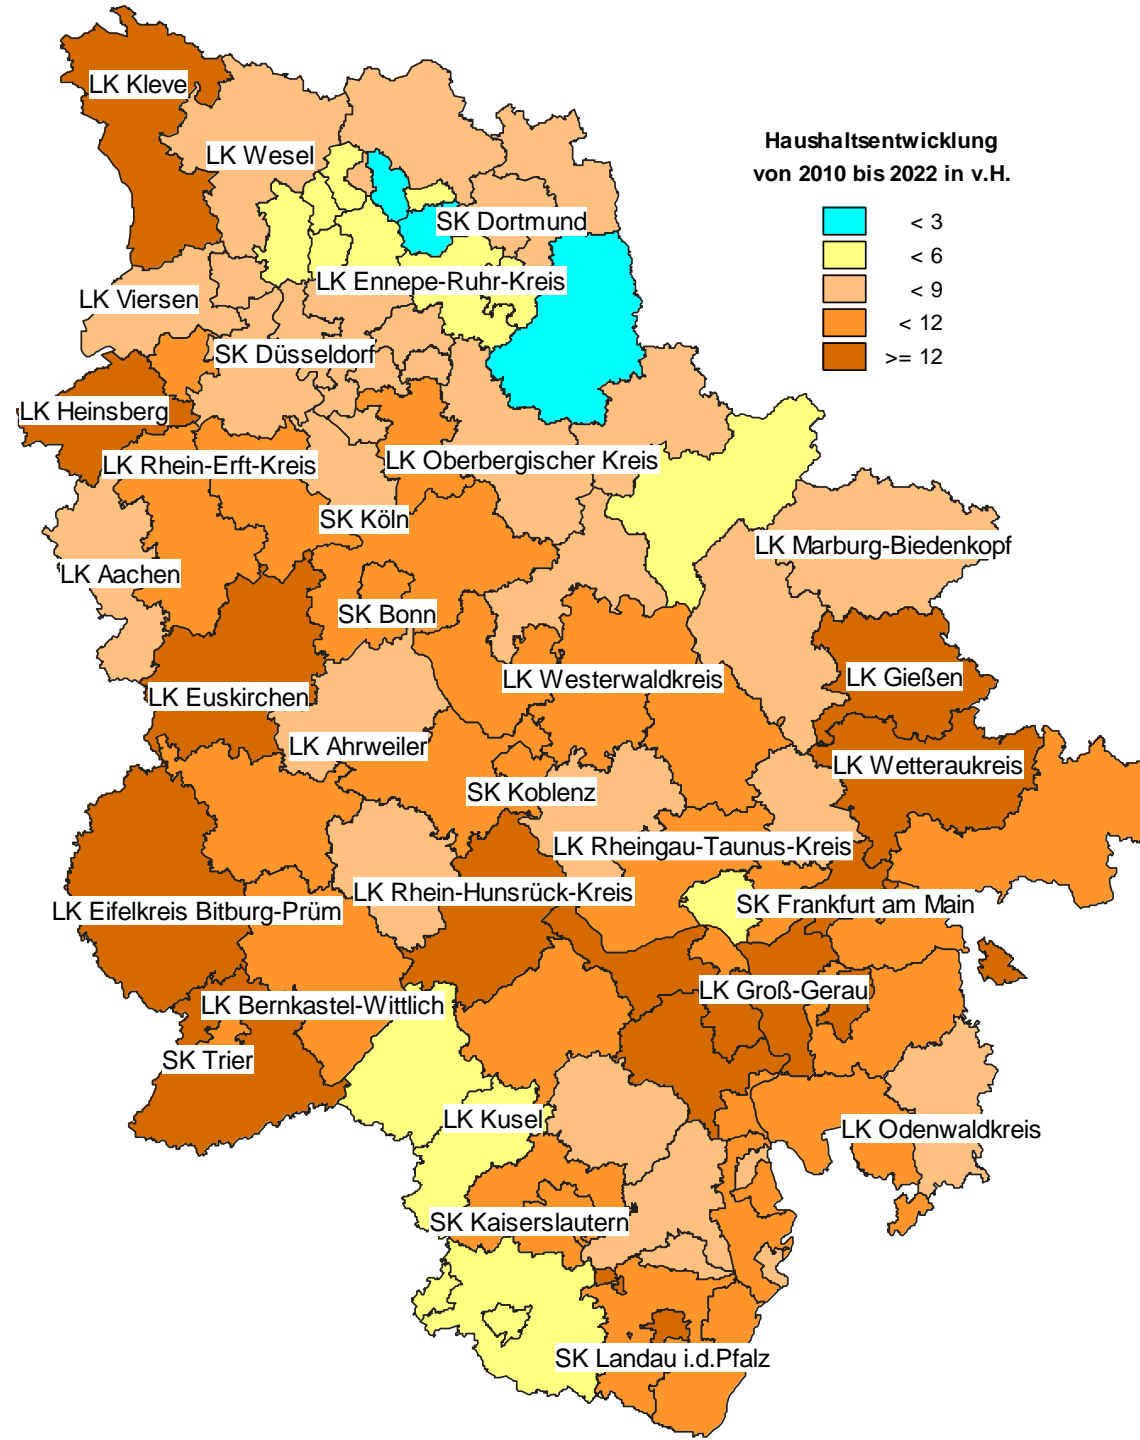 LK Kleve
Haushaltsentwicklung
von 2010 bis 2022 in v.H.
< 3
< 6
< 9
< 12
>= 12
LK Wesel
SK Dortmund
LK Ennepe-Ruhr-Kreis
LK Viersen
SK Düsseldorf
LK Heinsberg
LK Rhein-Erft-Kreis
LK Oberbergischer Kreis
SK Köln
LK Marburg-Biedenkopf
LK Aachen
SK Bonn
LK Westerwaldkreis
LK Gießen
LK Euskirchen
LK Ahrweiler
LK Wetteraukreis
SK Koblenz
LK Rheingau-Taunus-Kreis
LK Rhein-Hunsrück-Kreis
SK Frankfurt am Main
LK Eifelkreis Bitburg-Prüm
LK Groß-Gerau
LK Bernkastel-Wittlich
SK Trier
LK Kusel
LK Odenwaldkreis
SK Kaiserslautern
SK Landau i.d.Pfalz